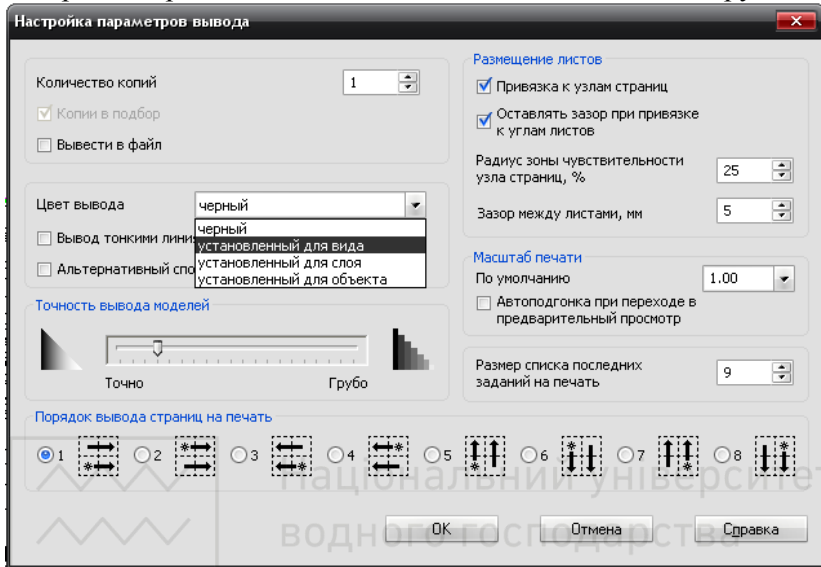 Настройка параметров вывода
Количество копий
1
Копии в подбор
Вывести в файл
Цвет вывода
черный
черный
установленный для вида
установленный для слоя
установленный для объекта
Вывод тонкими
Альтернативный
Точность вывода моделей
Точно
Грубо
Размещение листов
Привязка к узлам страниц
Оставлять зазор при привязке
к углам листов
Радиус зоны чувствительности
узла страниц, %
25
Зазор между листами, мм
5
Масштаб печати
По умолчанию
1.00
Автоподгонка при переходе в
предварительный просмотр
Размер списка последних
заданий на печать
9
Порядок вывода страниц на печать
1 2 3 4 5 6 7 8
Національний університет
водного господарства
OK
Отмена
Справка